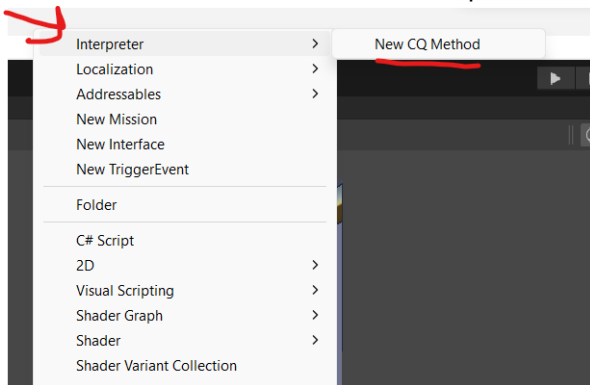 Interpreter
New CQ Method
Localization
Addressables
New Mission
New Interface
New TriggerEvent
Folder
C# Script
2D
Visual Scripting
Shader Graph
Shader
Shader Variant Collection